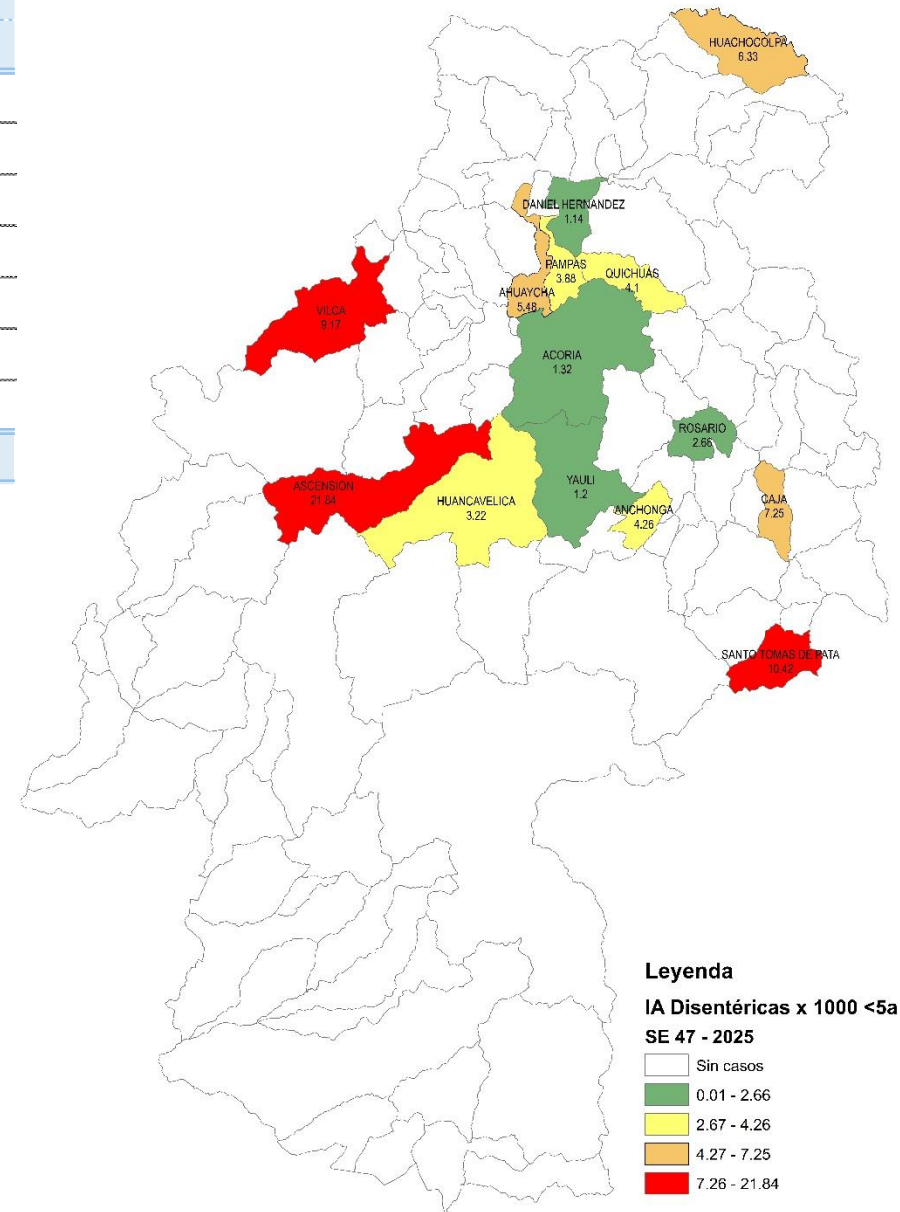 HUACHOCOLPA
6.33
DANIEL HERNANDEZ
1.14
PAMPAS
3.88
QUICHUAS
4.1
AHUAYCHA
5.48
VILCA
9.17
ACORIA
1.32
ROSARIO
2.66
ASCENSION
21.84
HUANCAVELICA
3.22
YAULI
1.2
ANCHONGA
4.26
CAJA
7.25
SANTO TOMAS DE PATA
10.42
Leyenda
IA Disentéricas x 1000 <5a
SE 47 - 2025
Sin casos
0.01 - 2.66
2.67 - 4.26
4.27 - 7.25
7.26 - 21.84